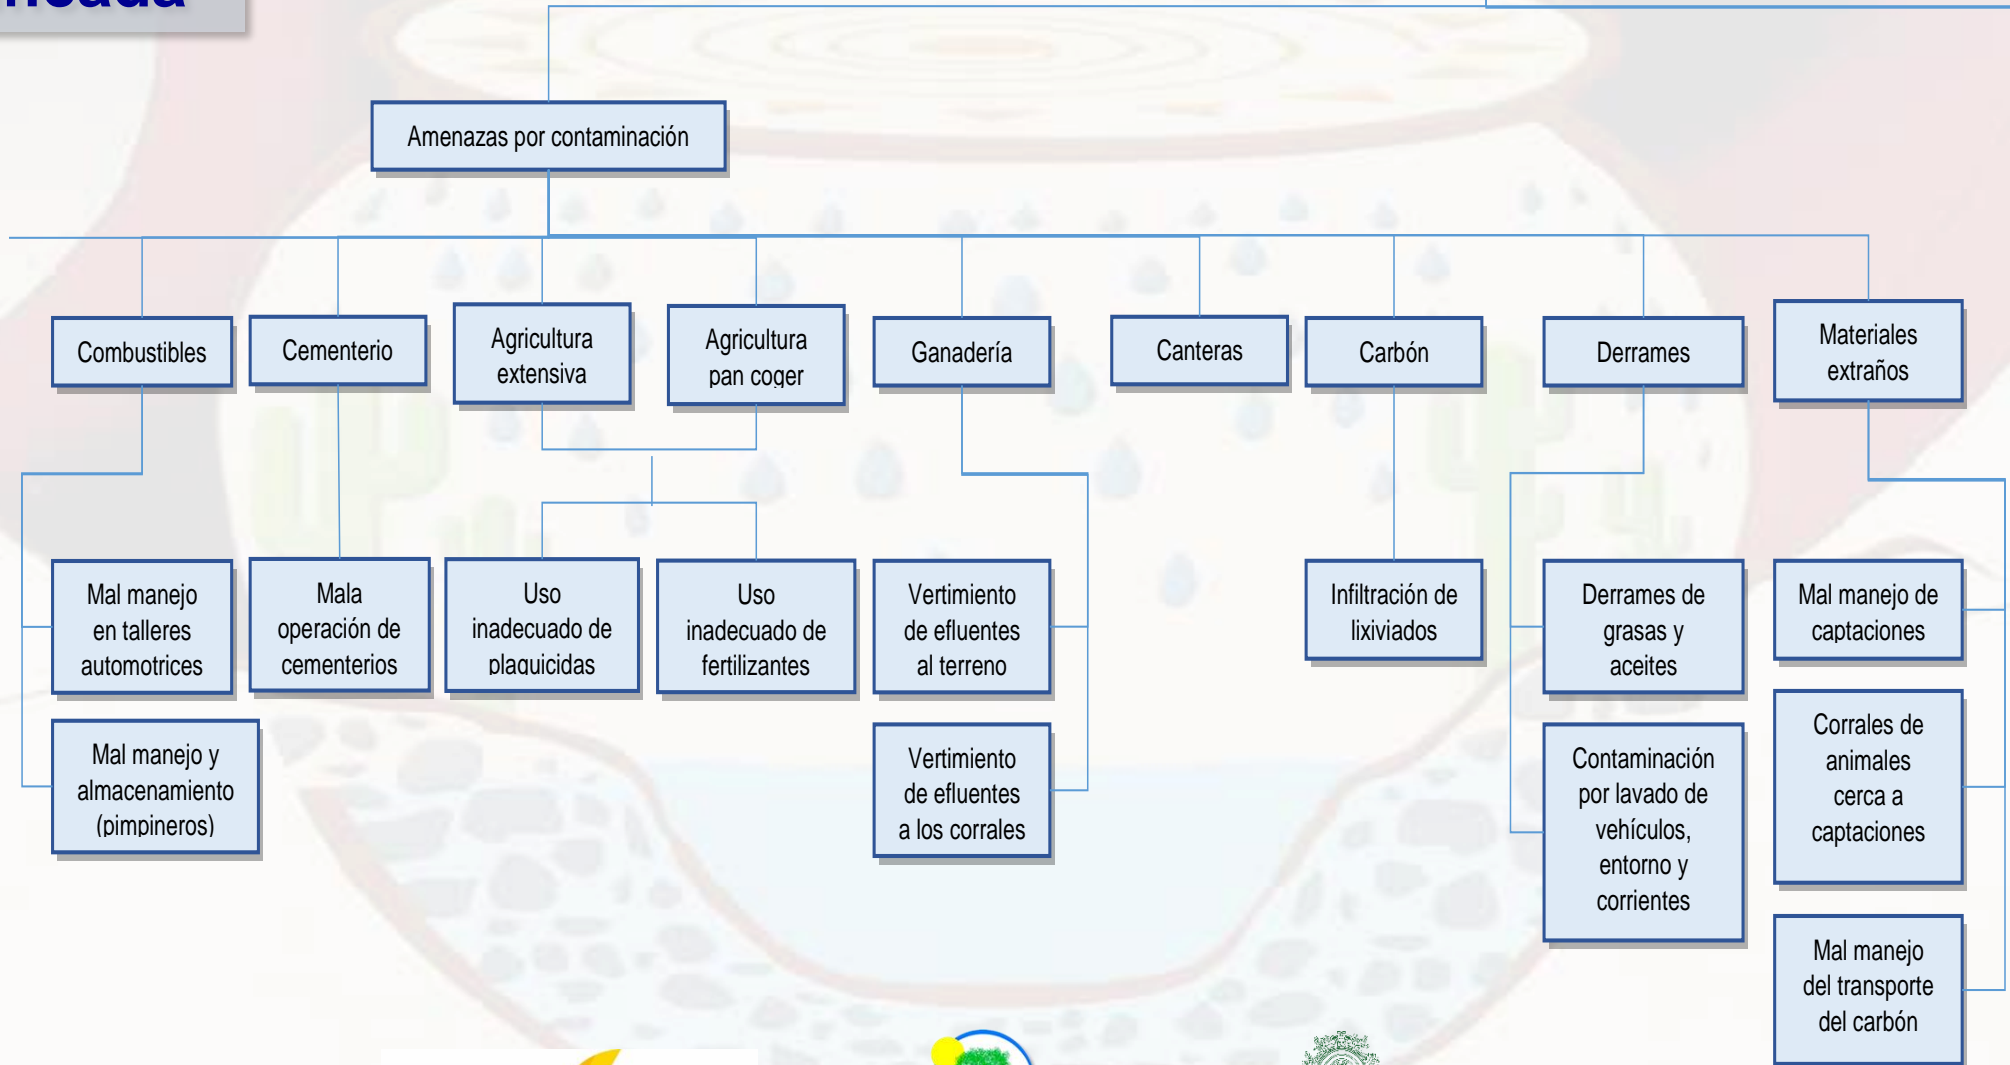 Amenazas por contaminación
Combustibles
Cementerio
Agricultura
extensiva
Agricultura
pan coger
Ganadería
Canteras
Carbón
Derrames
Materiales
extraños
Mal manejo
en talleres
automotrices
Mala
operación de
cementerios
Uso
inadecuado de
plaguicidas
Uso
inadecuado de
fertilizantes
Vertimiento
de efluentes
al terreno
Infiltración de
lixiviados
Derrames de
grasas y
aceites
Mal manejo de
captaciones
Mal manejo y
almacenamiento
(pimpineros)
Vertimiento
de efluentes
a los corrales
Contaminación
por lavado de
vehículos,
entorno y
corrientes
Corrales de
animales
cerca a
captaciones
Mal manejo
del transporte
del carbón